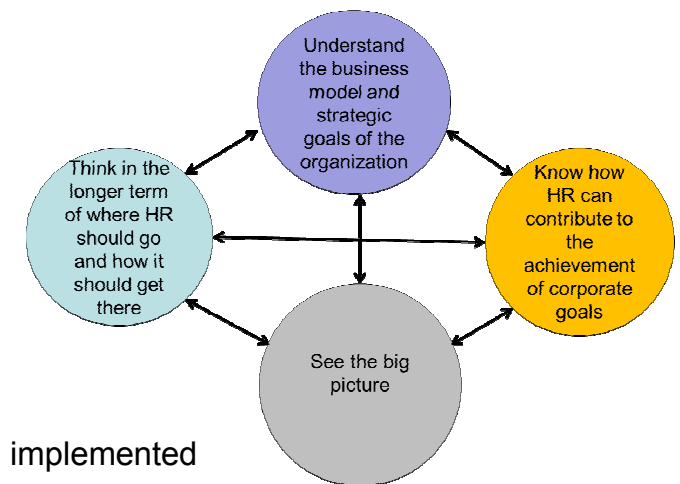 Understand
the business
model and
strategic
goals of the
organization
Think in the
longer term
of where HR
should go
and how it
should get
there
Know how
HR can
contribute to
the
achievement
of corporate
goals
See the big
picture
implemented